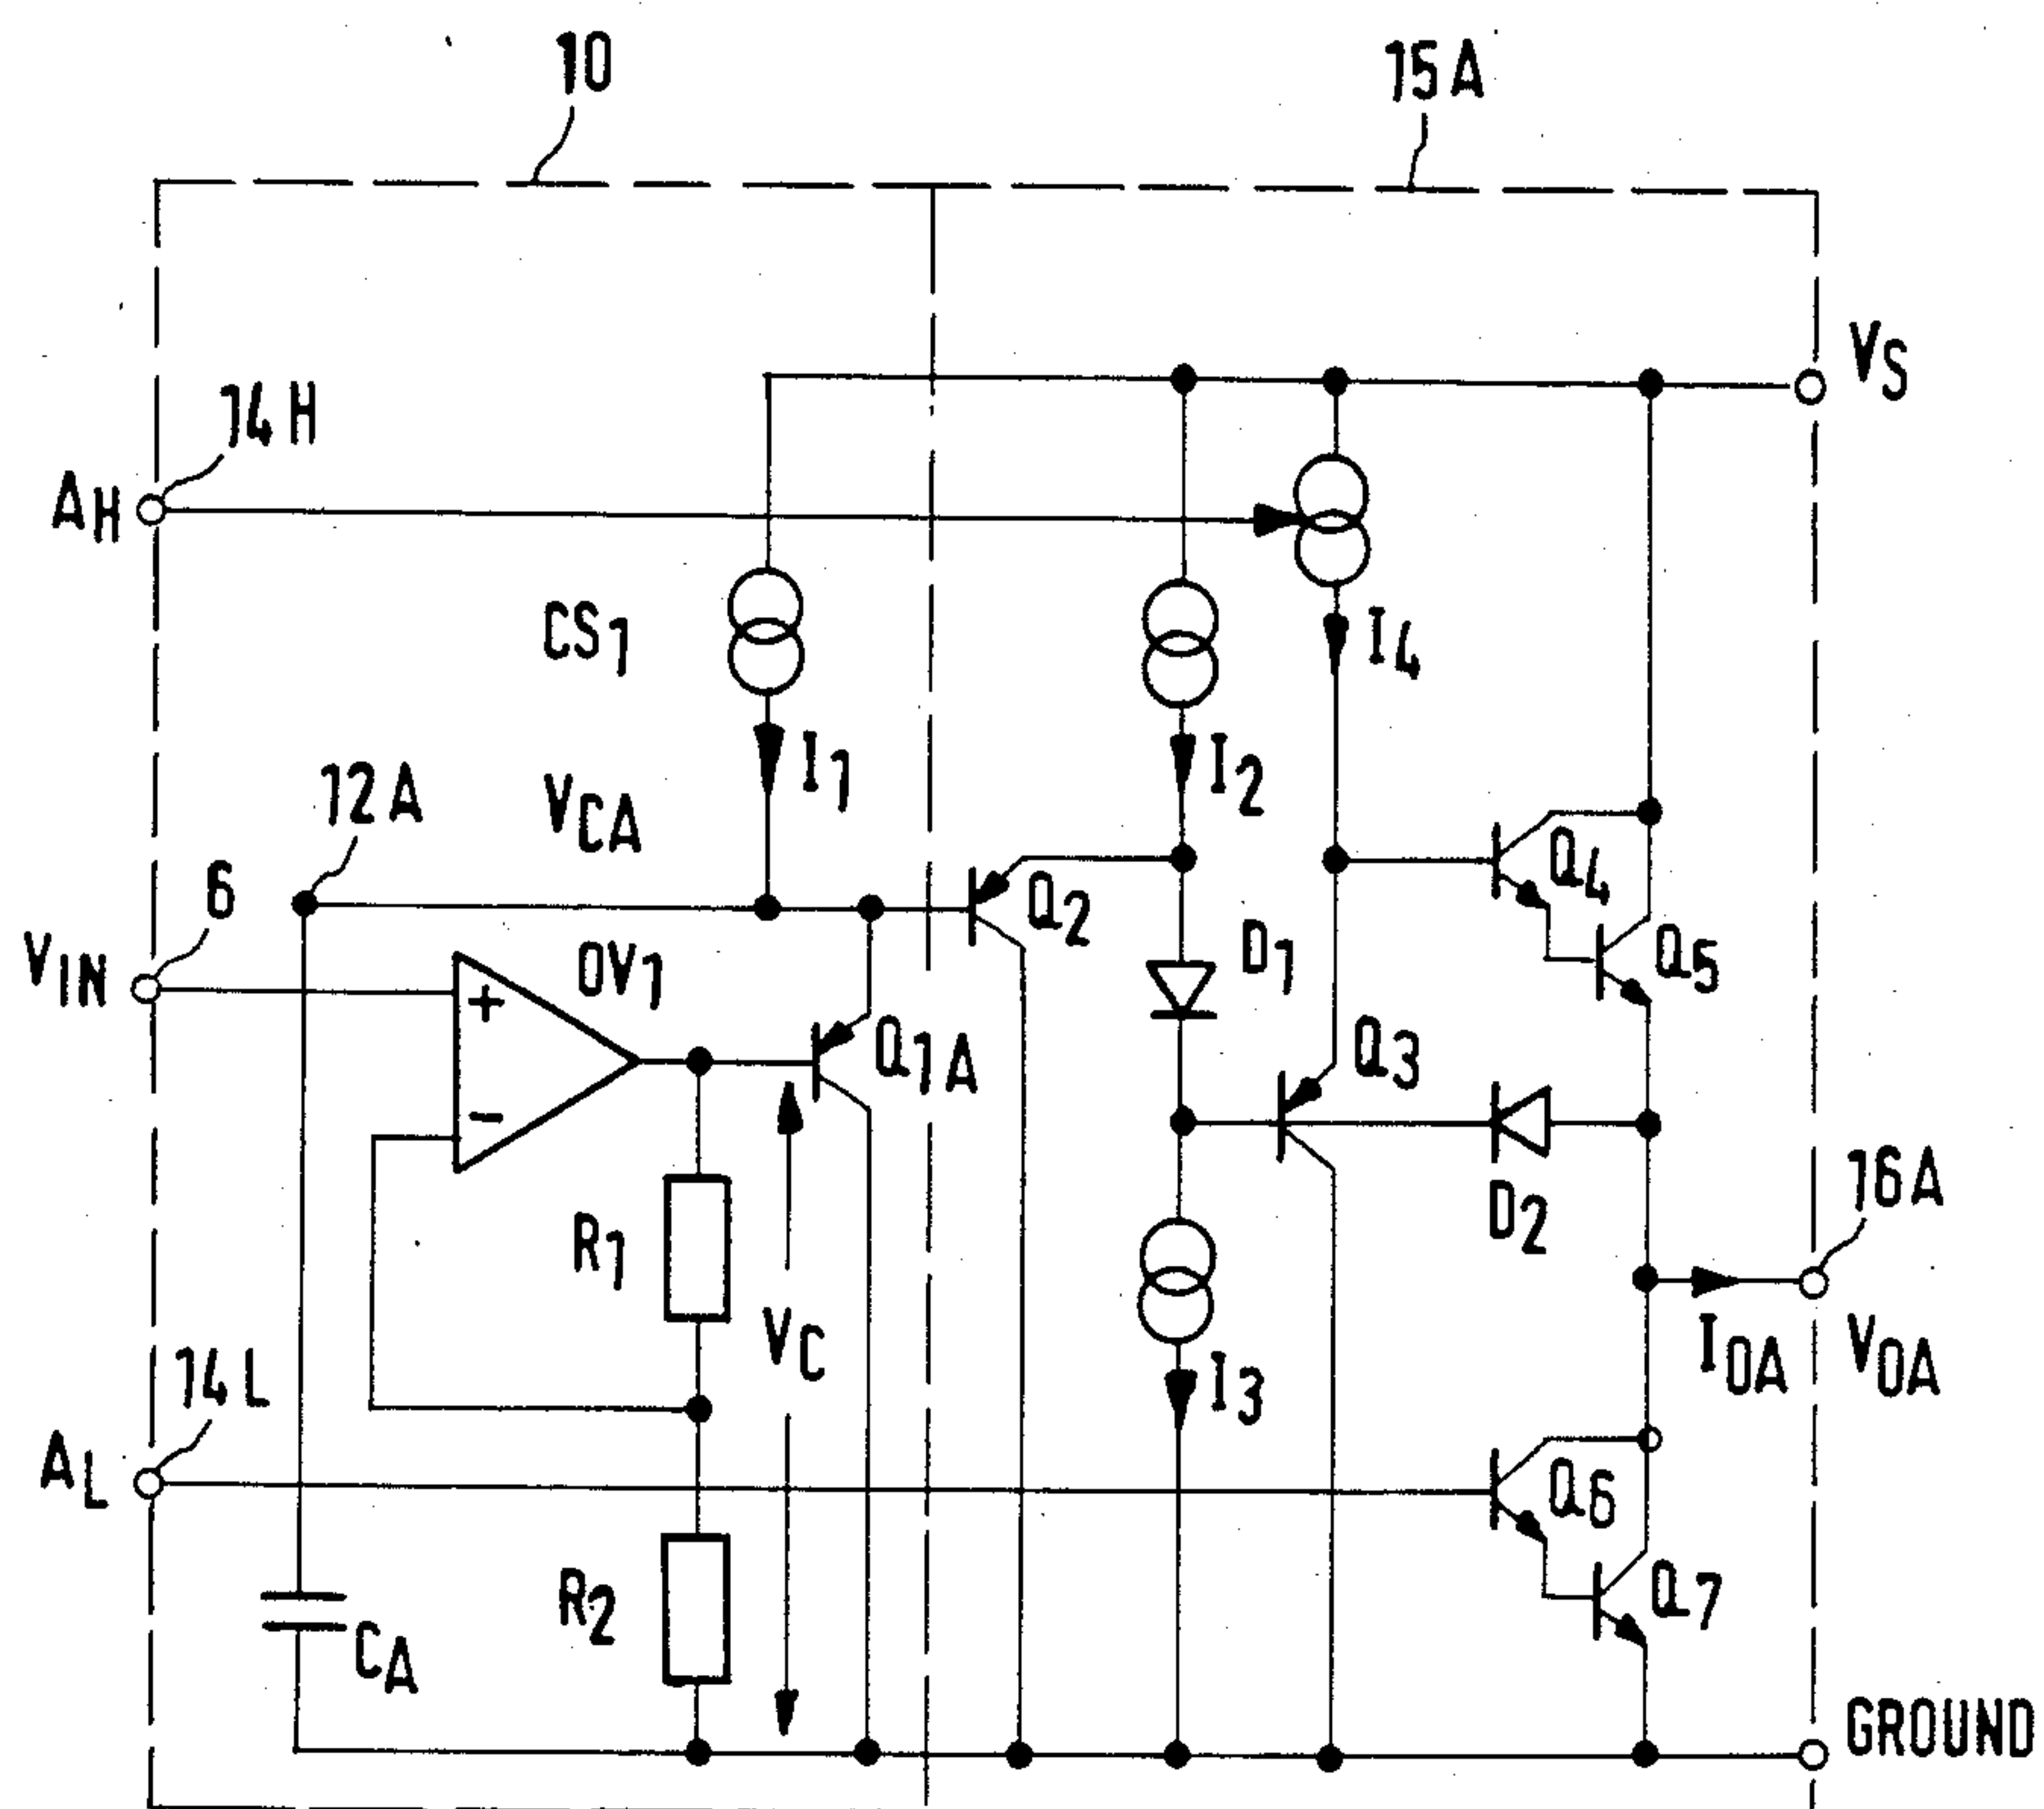 10
15A
VS
14H
AH
CS1
I4
I1
I2
12A
VCA
6
Q2
Q4
VIN
OV1
D1
Q5
Q1A
Q3
+
-
16A
R1
D2
VC
I3
IOA
VOA
14L
AL
Q6
R2
Q7
CA
GROUND